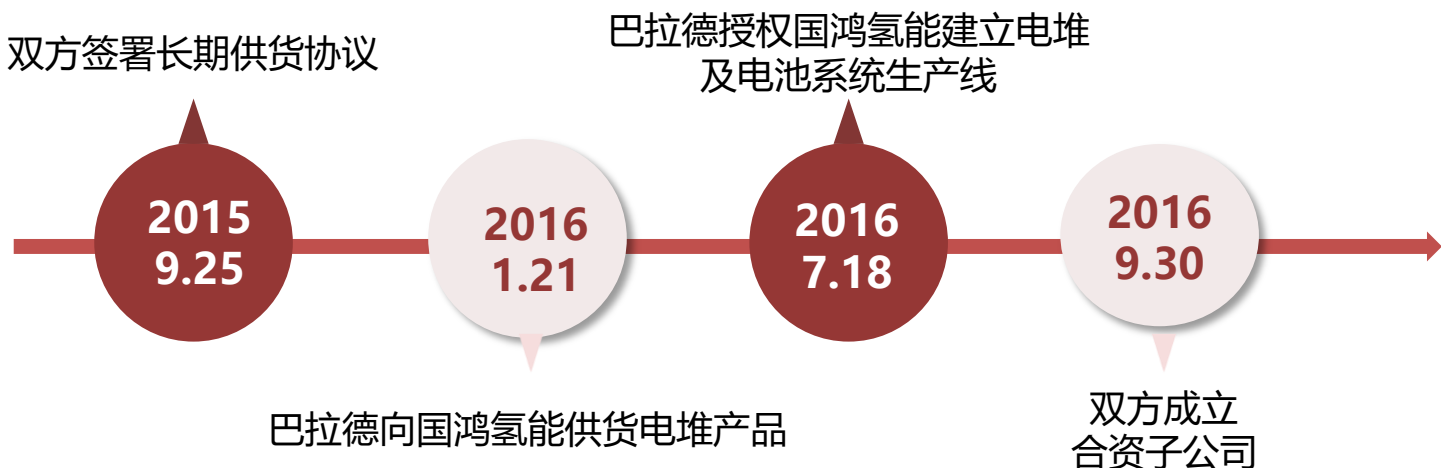 双方签署长期供货协议
2015
9.25
2016
1.21
巴拉德向国鸿氢能供货电堆产品
巴拉德授权国鸿氢能建立电堆
及电池系统生产线
2016
7.18
2016
9.30
双方成立
合资子公司